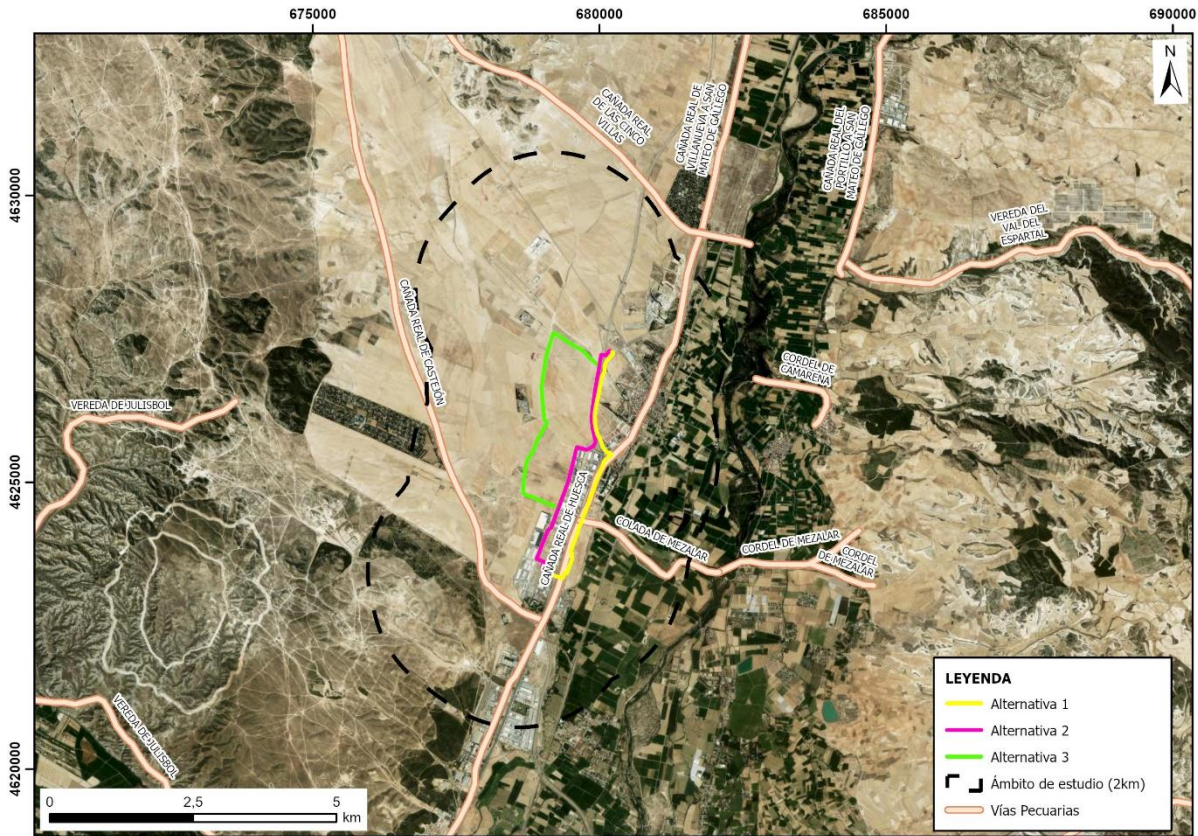 675000
680000
685000
690000
N
4630000
4625000
4620000
CAÑADA REAL
DE LAS CINCO
VILLAS
CAÑADA REAL DE
VILLANUEVA A SAN
MATEO DE GÁLLEGO
CAÑADA REAL DEL
PORTILLO A SAN
MATEO DE GÁLLEGO
VEREDA DEL
VAL DEL
ESPARTAL
CAÑADA REAL DE CASTEJÓN
CORDEL DE
CAMARENA
VEREDA DE JULISBOL
CAÑADA REAL DE HUESCA
COLADA DE MEZALAR
CORDEL DE MEZALAR
CORDEL
DE MEZALAR
VEREDA DE JULISBOL
LEYENDA
Alternativa 1
Alternativa 2
Alternativa 3
Ámbito de estudio (2km)
Vías Pecuarias
0
2,5
5
km